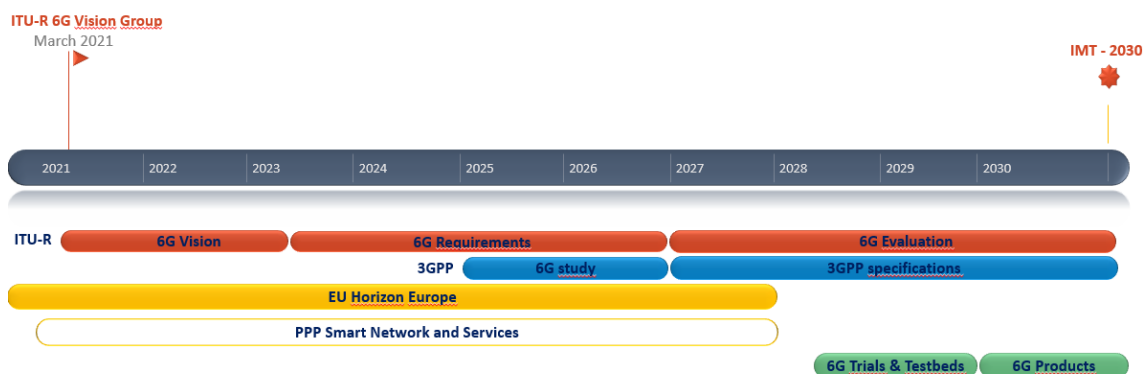 ITU-R 6G Vision Group
March 2021
IMT - 2030
2021 2022 2023 2024 2025 2026 2027 2028 2029 2030
ITU-R 6G Vision 6G Requirements 6G Evaluation
3GPP 6G study 3GPP specifications
EU Horizon Europe
PPP Smart Network and Services
6G Trials & Testbeds 6G Products